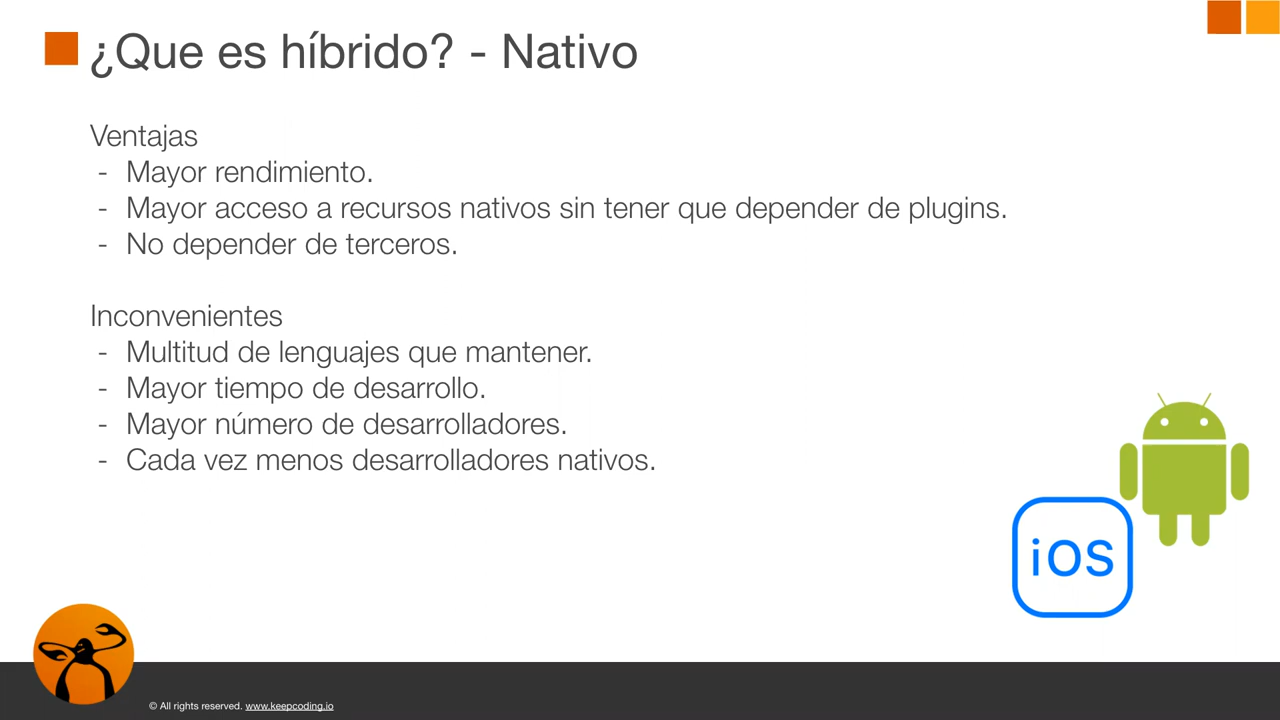 ¿Que es híbrido? - Nativo
Ventajas
- Mayor rendimiento.
- Mayor acceso a recursos nativos sin tener que depender de plugins.
- No depender de terceros.
Inconvenientes
- Multitud de lenguajes que mantener.
- Mayor tiempo de desarrollo.
- Mayor número de desarrolladores.
- Cada vez menos desarrolladores nativos.
iOS
© All rights reserved. www.keepcoding.io